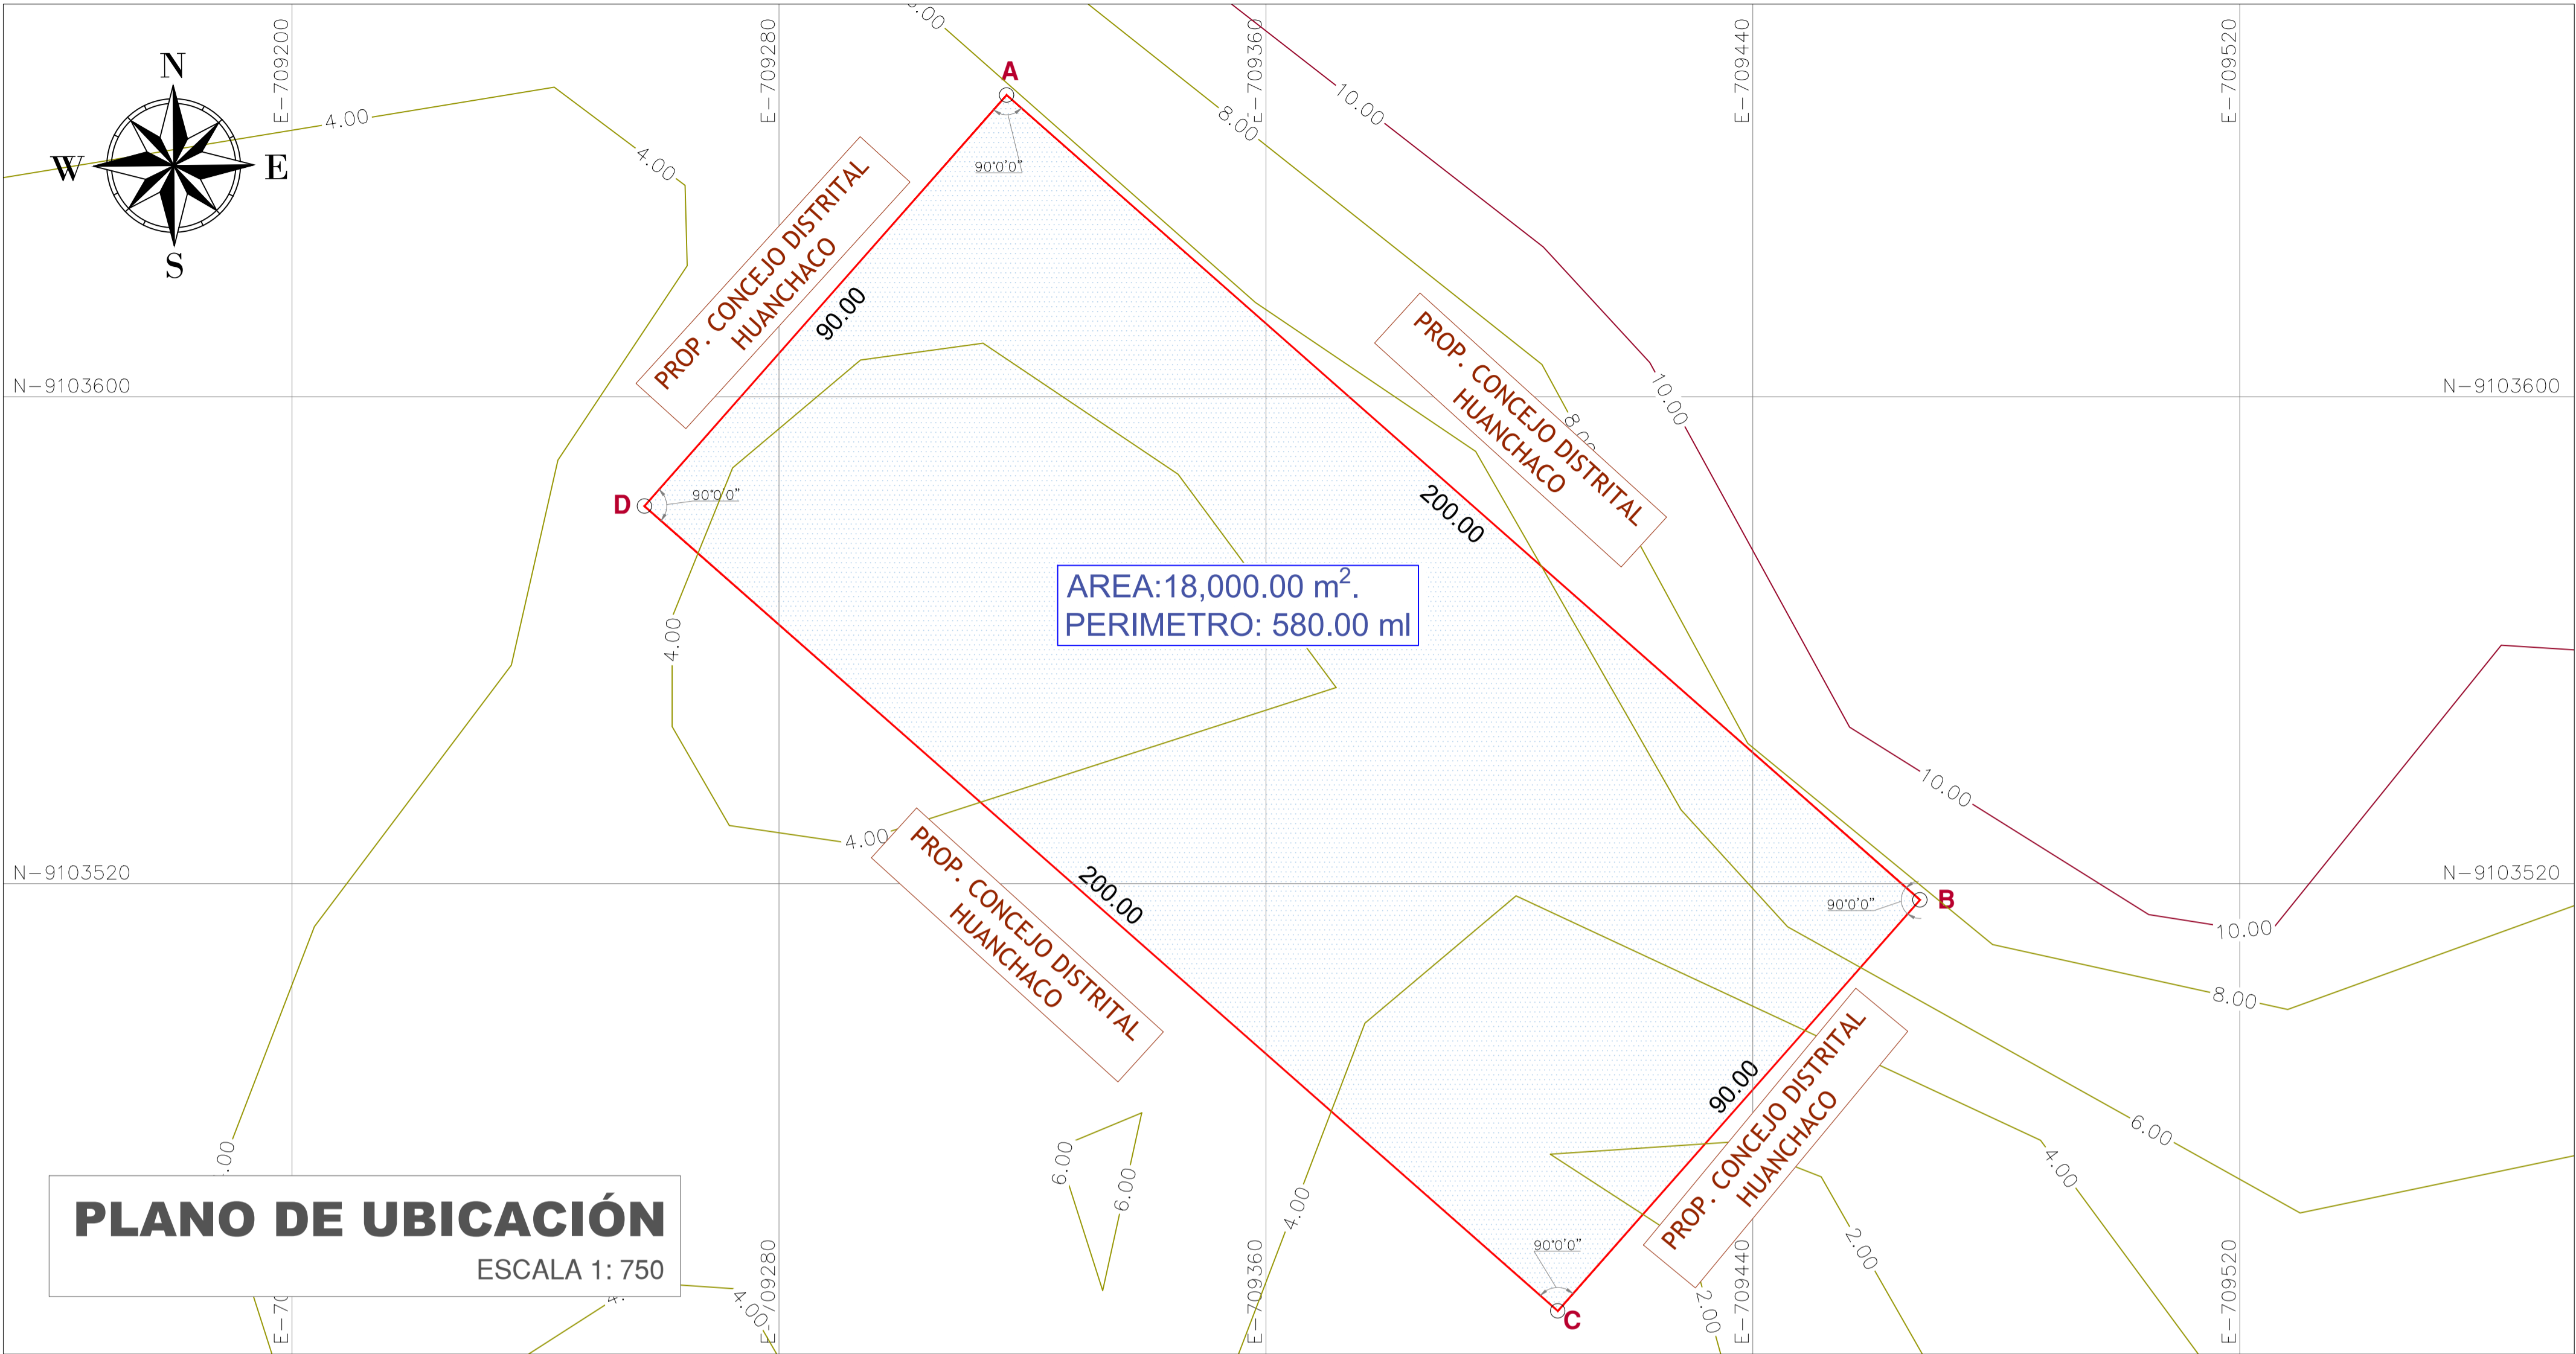 E-709200
E-709280
E-709360
E-709440
E-709520
N
W
E
S
4.00
4.00
8.00
10.00
A
90°0'0"
PROP. CONCEJO DISTRITAL
HUANCHACO
90.00
PROP. CONCEJO DISTRITAL
HUANCHACO
10.00
N-9103600
N-9103600
D
90°0'0"
200.00
AREA:18,000.00 m².
PERIMETRO: 580.00 ml
4.00
4.00
10.00
N-9103520
N-9103520
PROP. CONCEJO DISTRITAL
HUANCHACO
200.00
90°0'0"
B
10.00
8.00
PROP. CONCEJO DISTRITAL
HUANCHACO
90.00
6.00
6.00
6.00
4.00
4.00
2.00
2.00
4.00
90°0'0"
C
PLANO DE UBICACIÓN
ESCALA 1: 750
E-709280
E-709360
E-709440
E-709520